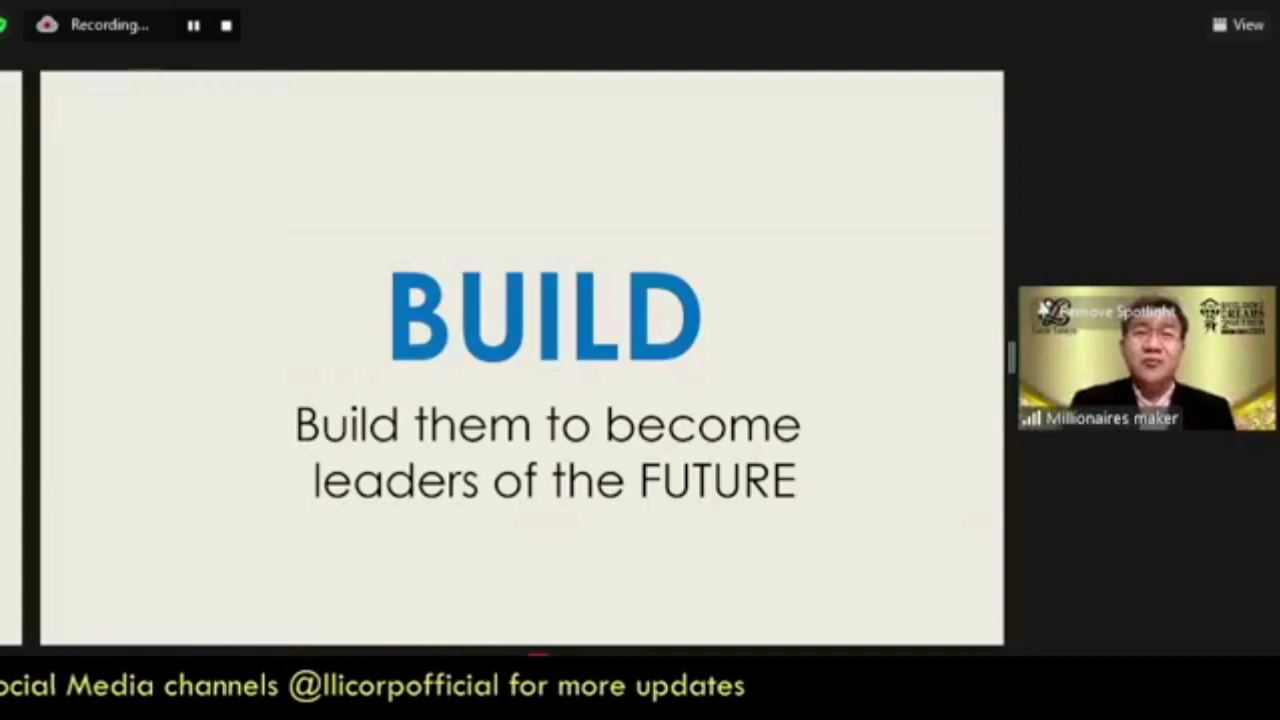 Recording...
View
BUILD
Build them to become
leaders of the FUTURE
Remove Spotlight
Millionaires maker
ocial Media channels @llicorpofficial for more updates